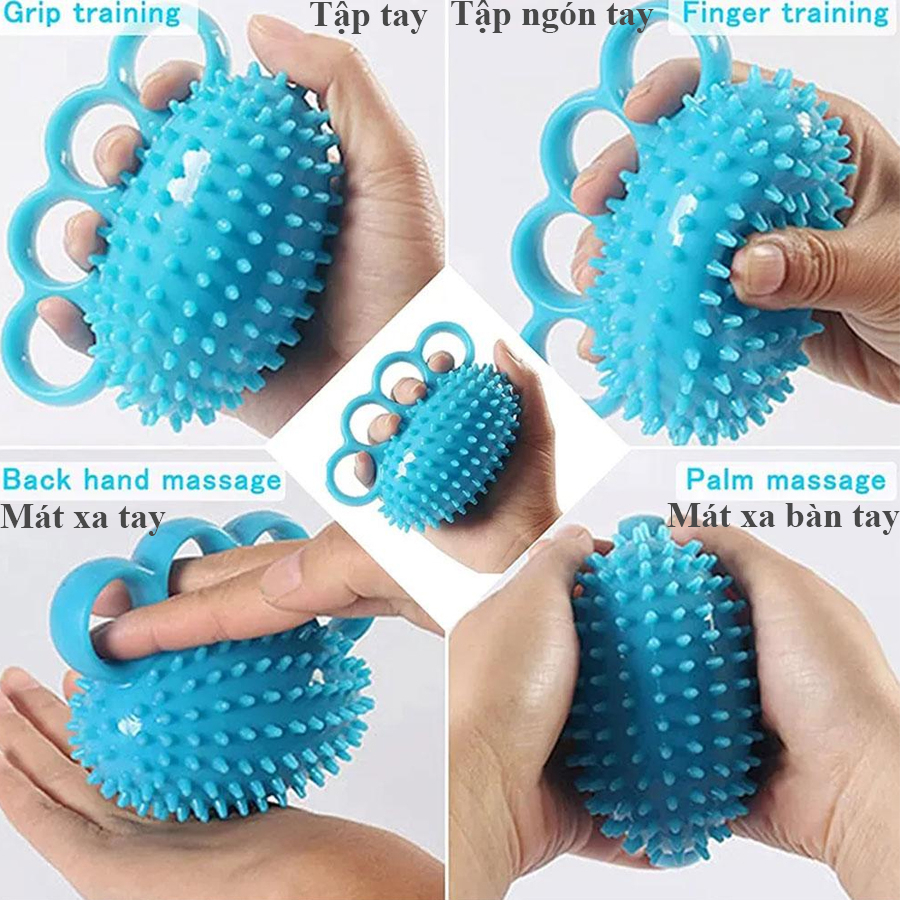 Grip training
Tập tay
Tập ngón tay
Finger training
Back hand massage
Mát xa tay
Palm massage
Mát xa bàn tay